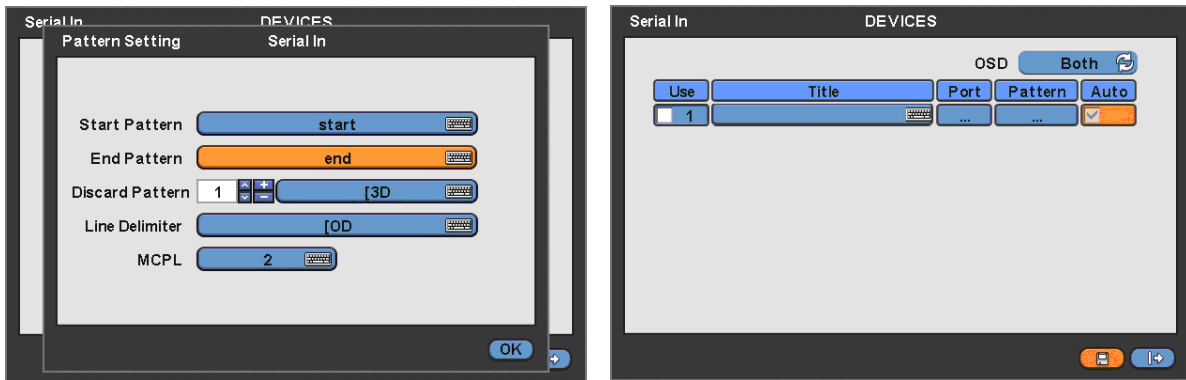 Serial In DEVICES
Pattern Setting Serial In
Start Pattern start
End Pattern end
Discard Pattern 1 [3D
Line Delimiter [OD
MCPL 2
OK
Serial In DEVICES
OSD Both
Use Title Port Pattern Auto
1 ... ...